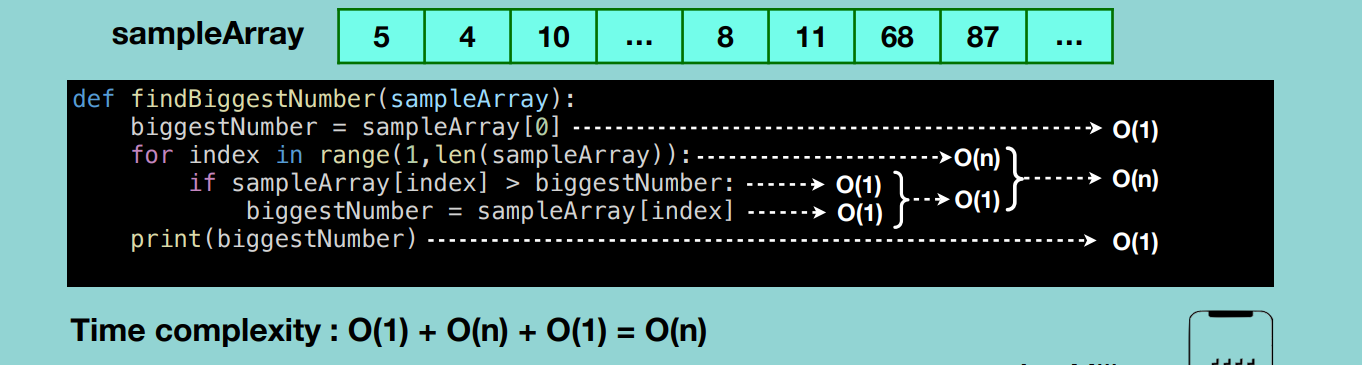 sampleArray 5 4 10 ... 8 11 68 87 ...
def findBiggestNumber(sampleArray):
biggestNumber = sampleArray[0] O(1)
for index in range(1,len(sampleArray)): O(n)
if sampleArray[index] > biggestNumber: O(1) O(n)
biggestNumber = sampleArray[index] O(1) O(1)
print(biggestNumber) O(1)
Time complexity : O(1) + O(n) + O(1) = O(n)